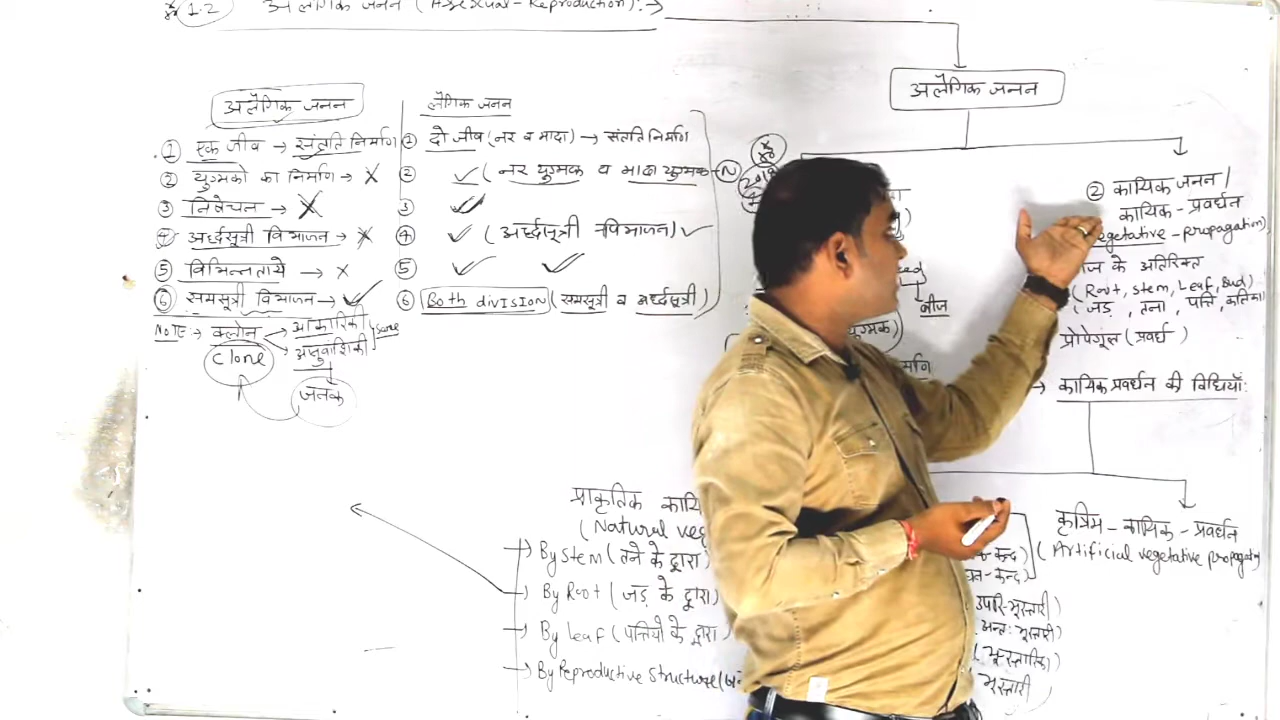 1.2 अलैंगिक जनन (Asexual-Reproduction):→
अलैंगिक जनन
① एक जीव → संतति निर्माण
② युग्मको का निर्माण → ×
③ निषेचन → ×
④ अर्द्धसूत्री विभाजन → ×
⑤ विभिन्नताये → ×
⑥ समसूत्री विभाजन → ✓
NOTE:→ क्लोन
आकारिकी
अनुवांशिकी
Same
Clone
जनक
लैंगिक जनन
① दो जीव (नर व मादा) → संतति निर्माण
② ✓ (नर युग्मक व मादा युग्मक → N
③ ✓
④ ✓ (अर्द्धसूत्री विभाजन) ✓
⑤ ✓ ✓
⑥ Both division (समसूत्री व अर्द्धसूत्री)
अलैंगिक जनन
बीज
② कायिक जनन /
कायिक - प्रवर्धन
egetative - propagation)
के अतिरिक्त
(Root, Stem, Leaf, Bud)
(जड़, तना, पत्ति, कलिका)
प्रोपेगूल (प्रवर्ध)
→ कायिक प्रवर्धन की विधियाँ:
प्राकृतिक कायि
(Natural veg
→ By Stem (तने के द्वारा)
→ By Root (जड़ के द्वारा)
→ By Leaf (पत्तियो के द्वारा)
→ By Reproductive Structure
कृत्रिम - कायिक - प्रवर्धन
(Artificial vegetative propagatin
उपरि-भूस्तारी)
अन्तः भूस्तारी)
(भूस्तारिका)
भूस्तारी)